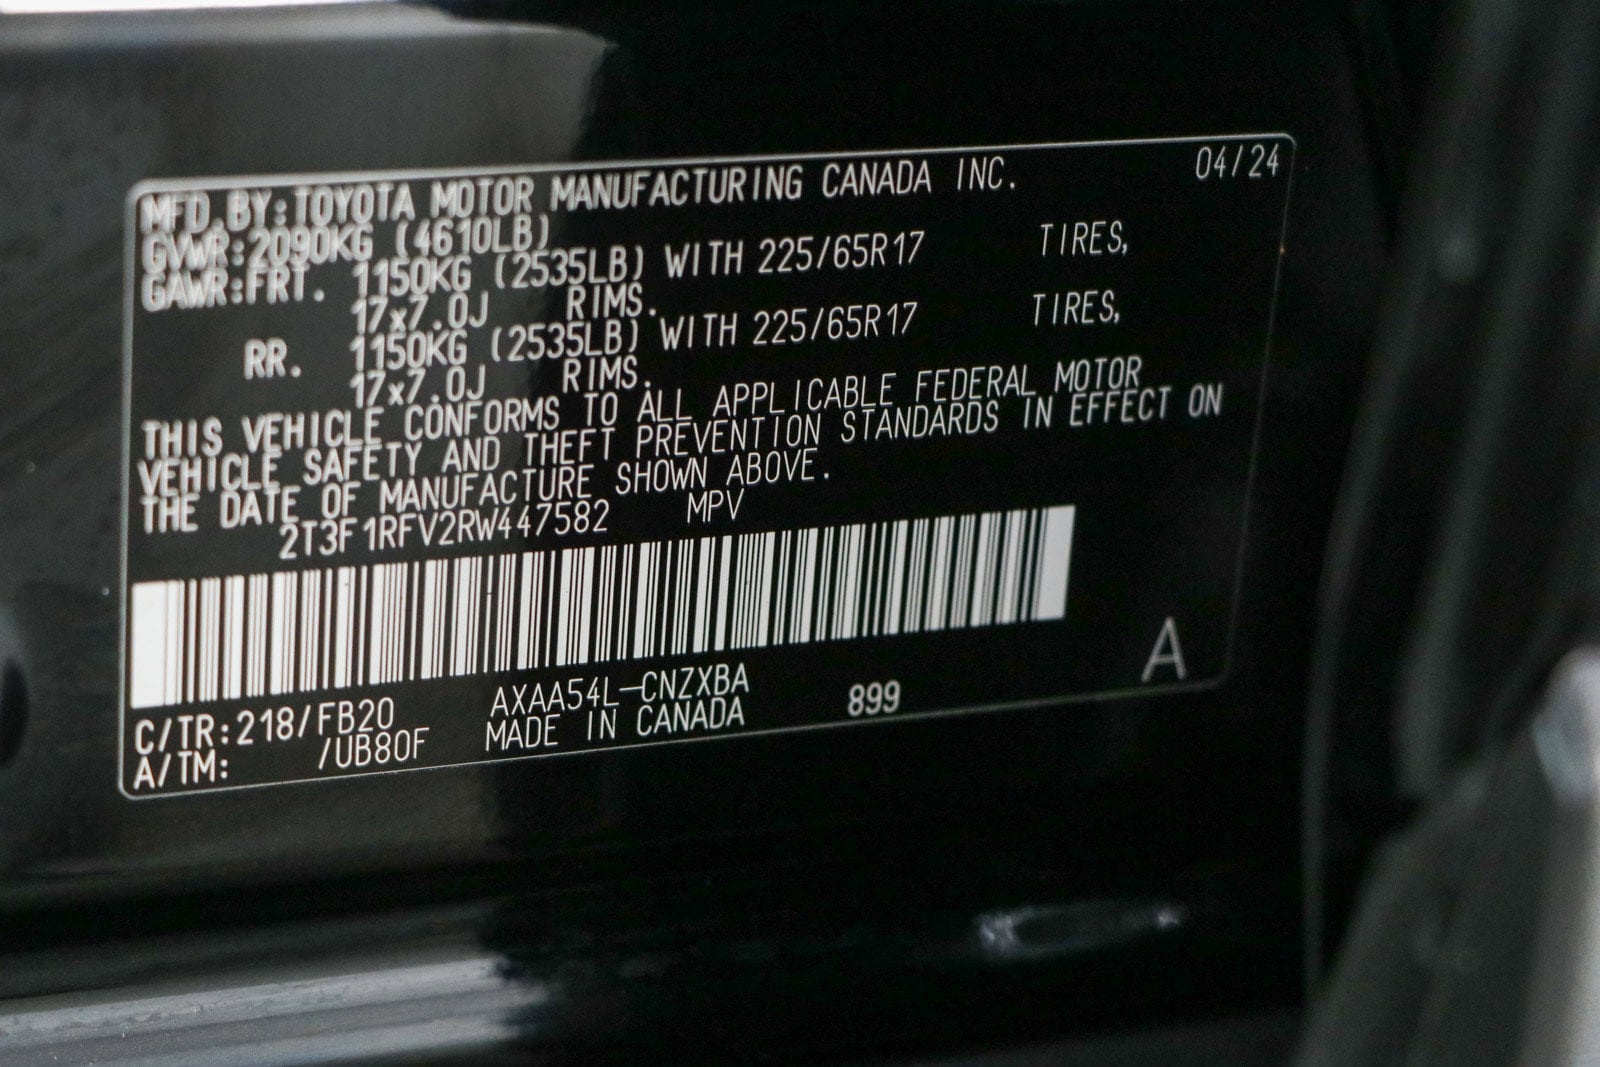 MFD.BY:TOYOTA MOTOR MANUFACTURING CANADA INC. 04/24
GVWR:2090KG (4610LB)
GAWR:FRT. 1150KG (2535LB) WITH 225/65R17 TIRES,
17x7.0J RIMS.
RR. 1150KG (2535LB) WITH 225/65R17 TIRES,
17x7.0J RIMS.
THIS VEHICLE CONFORMS TO ALL APPLICABLE FEDERAL MOTOR
VEHICLE SAFETY AND THEFT PREVENTION STANDARDS IN EFFECT ON
THE DATE OF MANUFACTURE SHOWN ABOVE.
2T3F1RFV2RW447582 MPV
A
C/TR:218/FB20 AXAA54L-CNZXBA 899
A/TM: /UB80F MADE IN CANADA